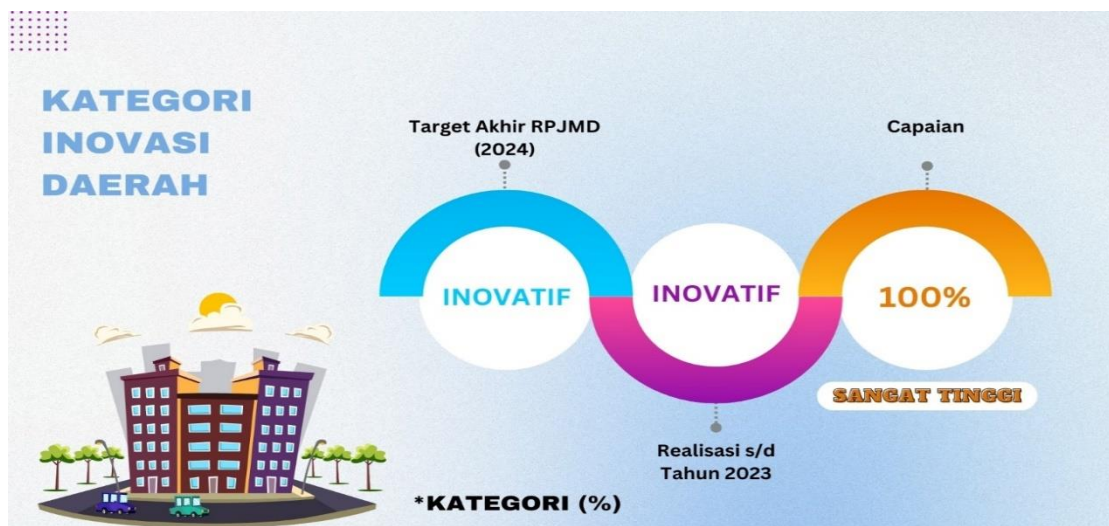 KATEGORI
INOVASI
DAERAH
Target Akhir RPJMD
(2024)
INOVATIF
INOVATIF
Realisasi s/d
Tahun 2023
Capaian
100%
SANGAT TINGGI
*KATEGORI (%)